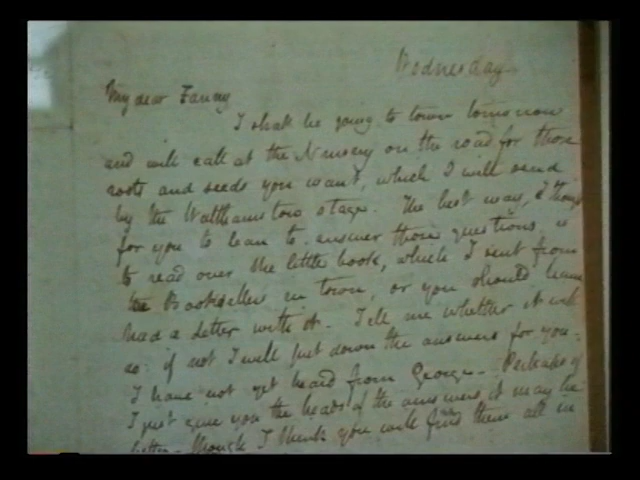 Wednesday
My dear Fanny
I shall be going to town tomorrow
and will call at the Nursery on the road for those
roots and seeds you want, which I will send
by the Walthamstow stage. The best way, I think
for you to learn to answer those questions, is
to read over the little book, which I sent from
the Booksellers in town, or you should have
had a Letter with it. Tell me whether it will
do: if not I will put down the answers for you.
I have not yet heard from George. Perhaps if
I just give you the heads of the answers it may be
better. though I think you will find them all in